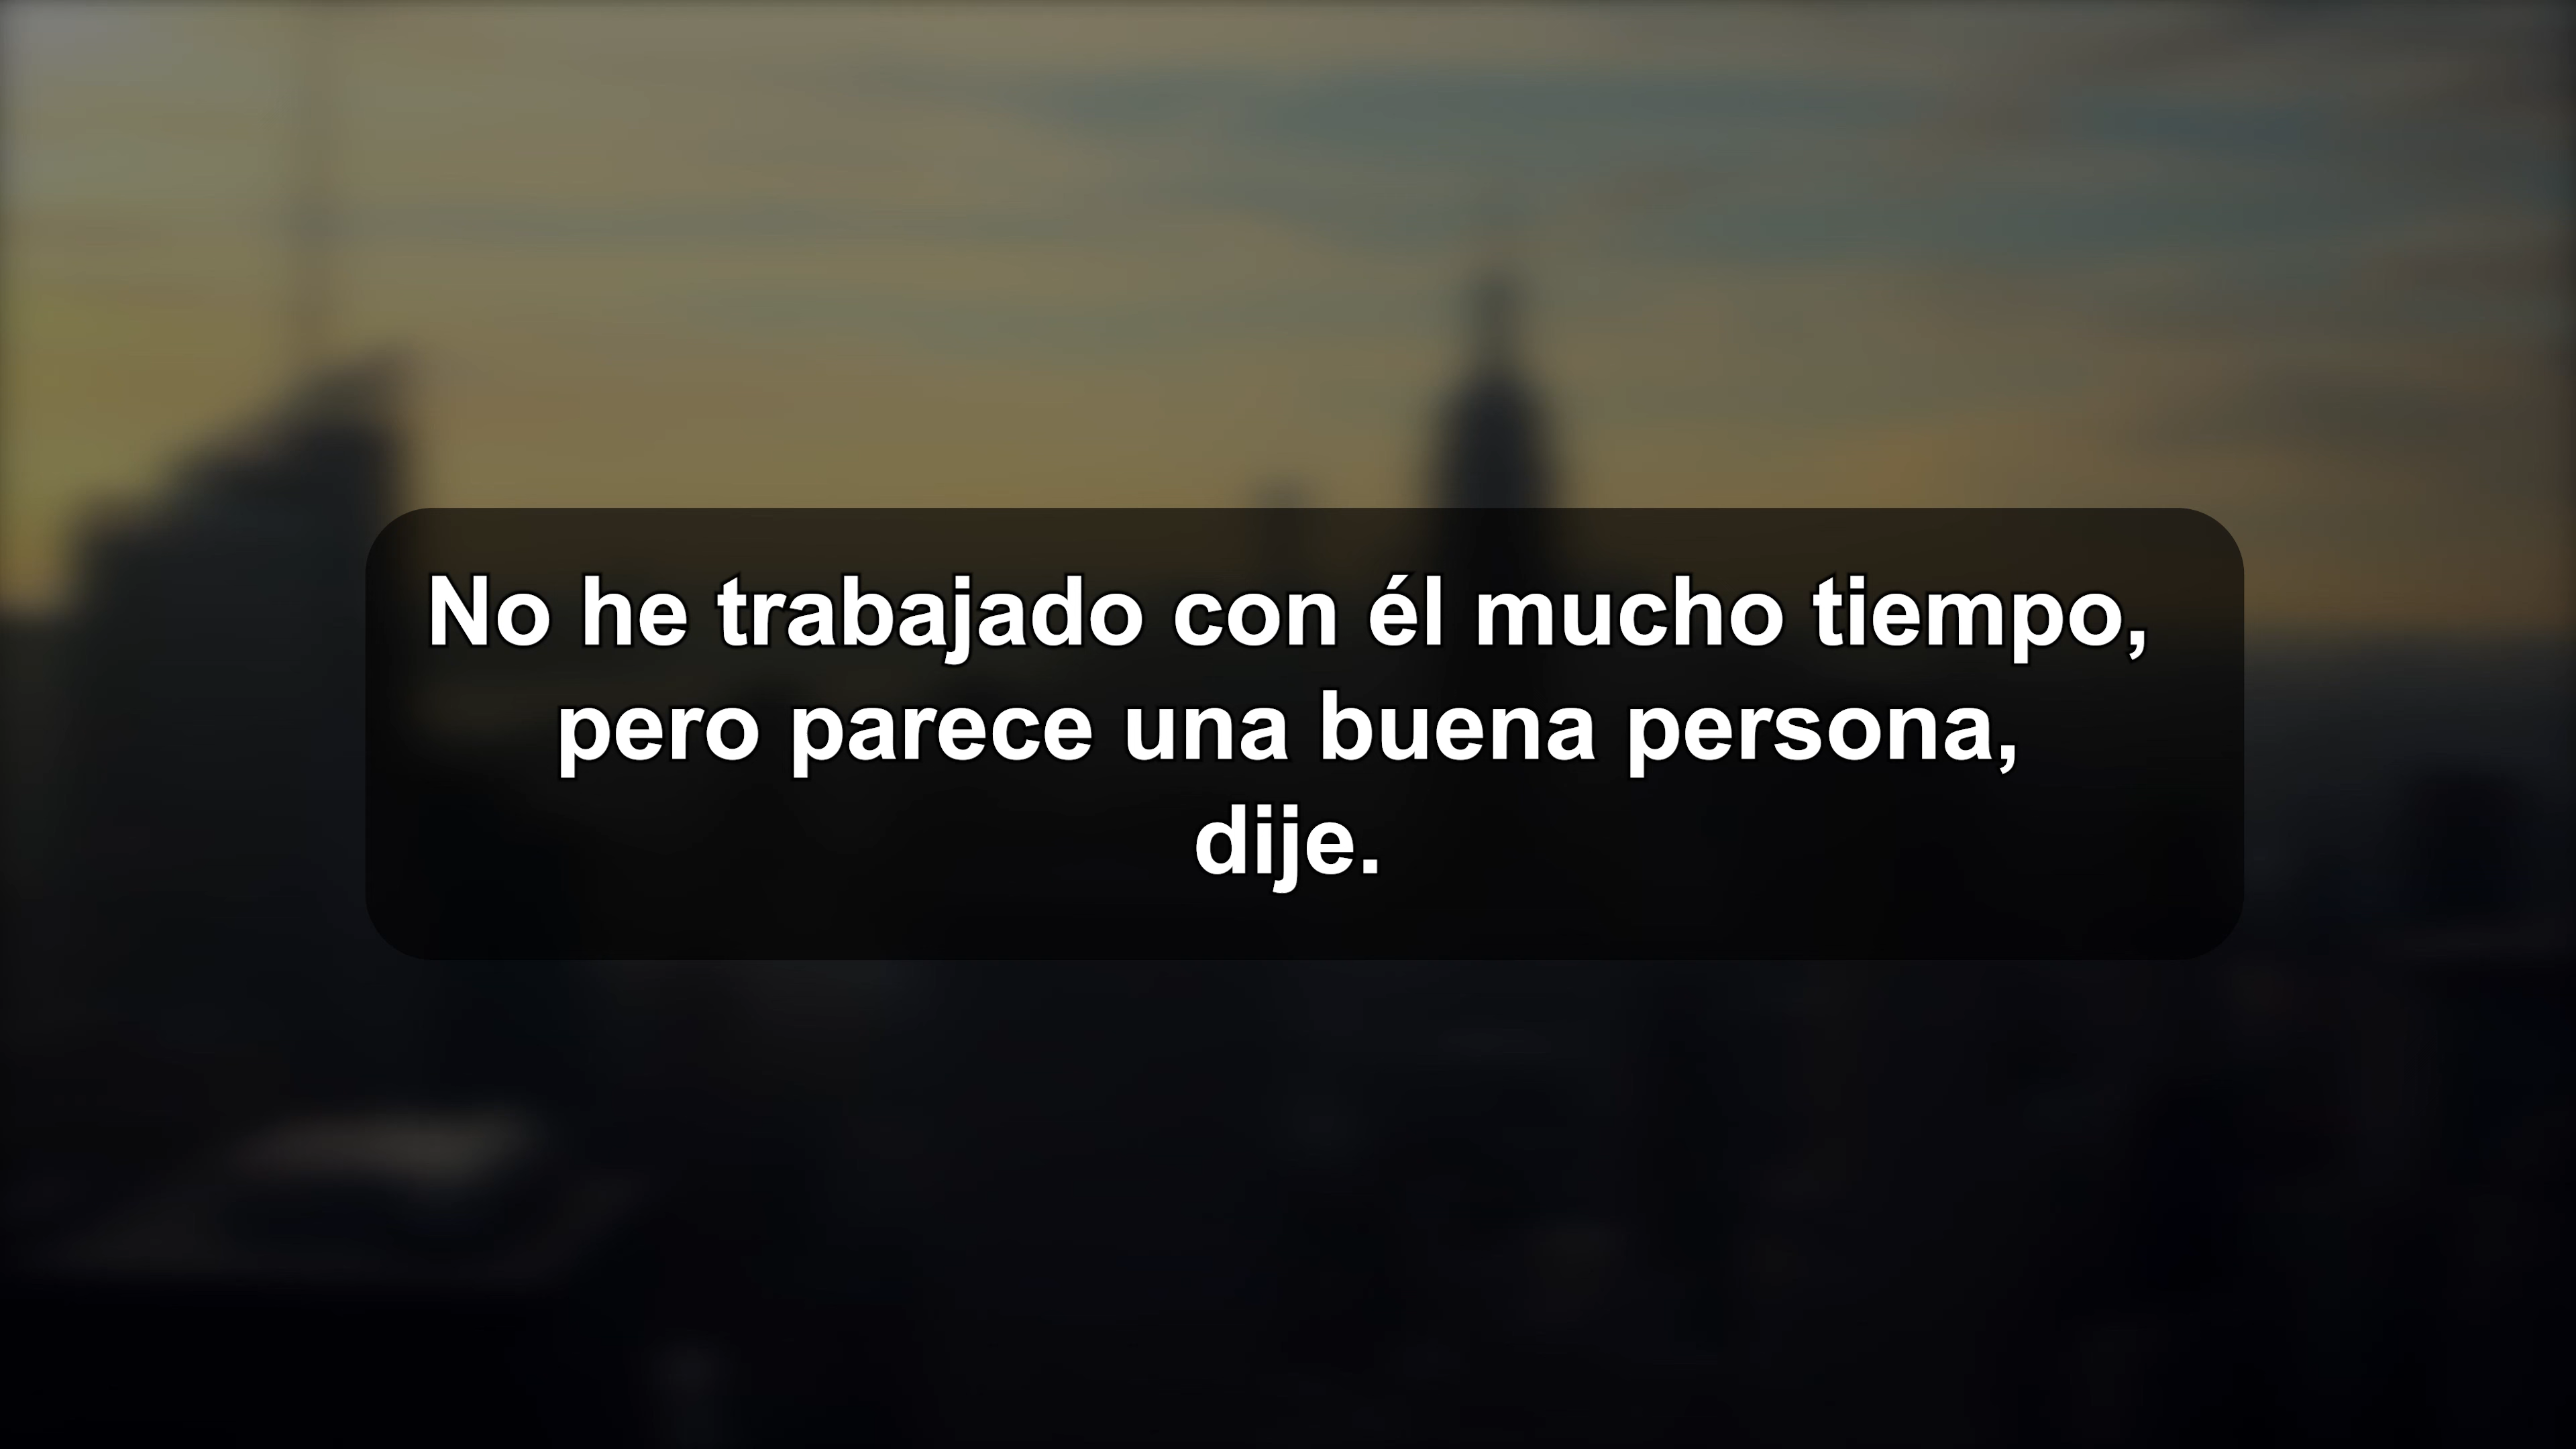 No he trabajado con él mucho tiempo,
pero parece una buena persona,
dije.